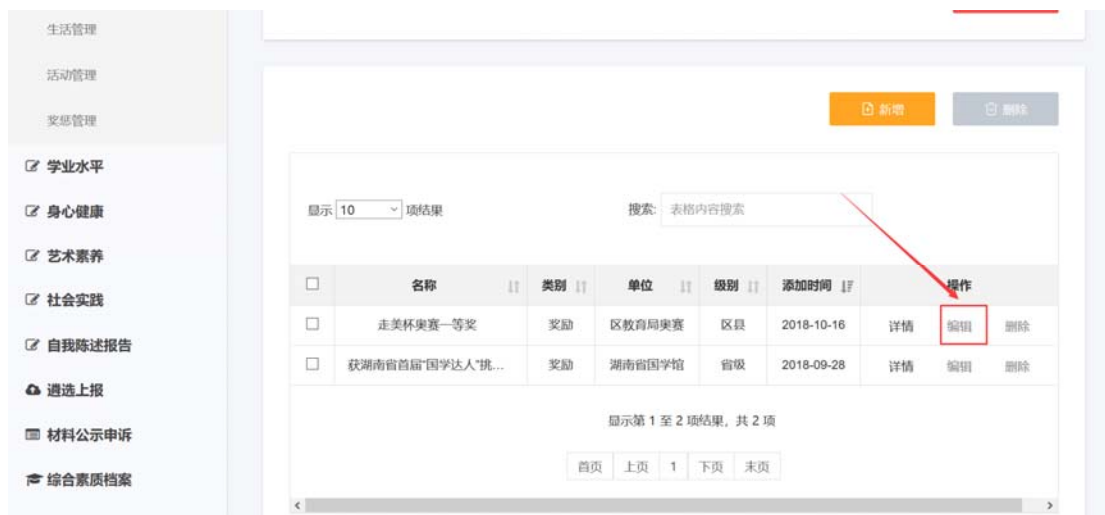 生活管理
活动管理
奖惩管理
学业水平
身心健康
艺术素养
社会实践
自我陈述报告
遴选上报
材料公示申诉
综合素质档案
新增 删除
显示 10 项结果 搜索: 表格内容搜索
名称 类别 单位 级别 添加时间 操作
走美杯奥赛一等奖 奖励 区教育局奥赛 区县 2018-10-16 详情 编辑 删除
获湖南省首届"国学达人"挑... 奖励 湖南省国学馆 省级 2018-09-28 详情 编辑 删除
显示第 1 至 2 项结果, 共 2 项
首页 上页 1 下页 末页